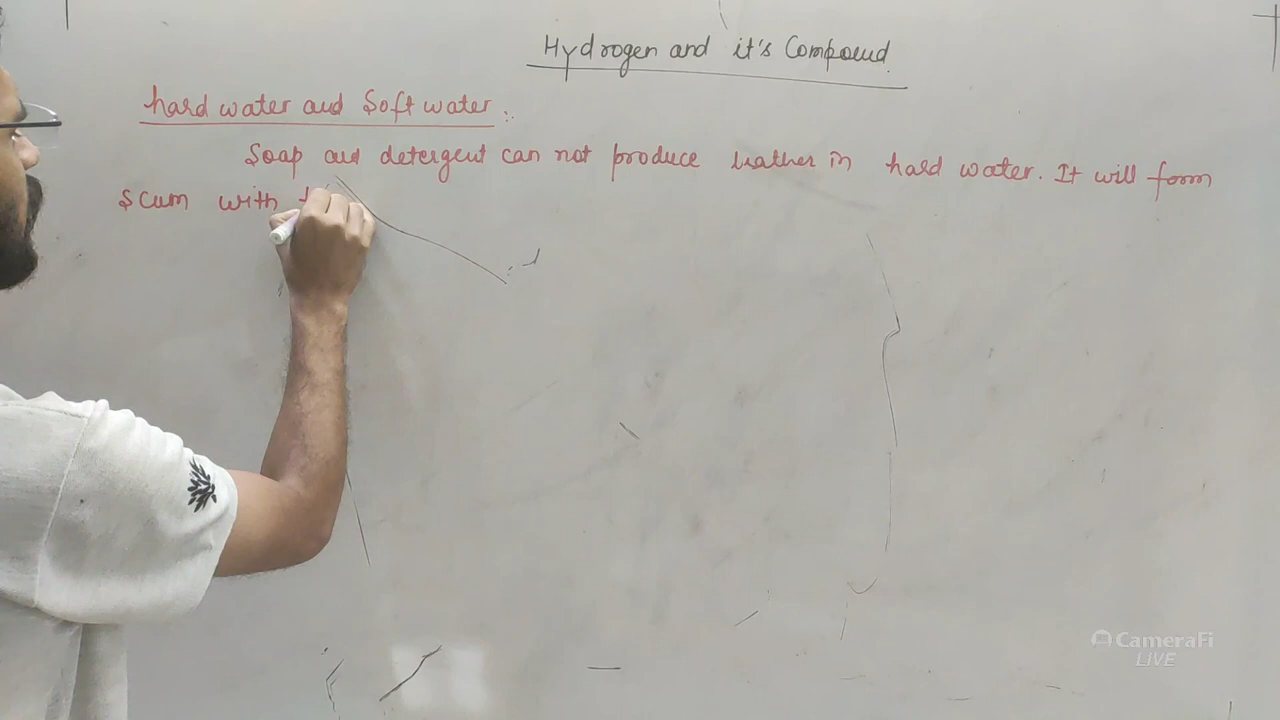 Hydrogen and it's Compound.
hard water and Soft water :
Soap and detergent can not produce leather in hard water. It will form
Scum with
CameraFi
LIVE